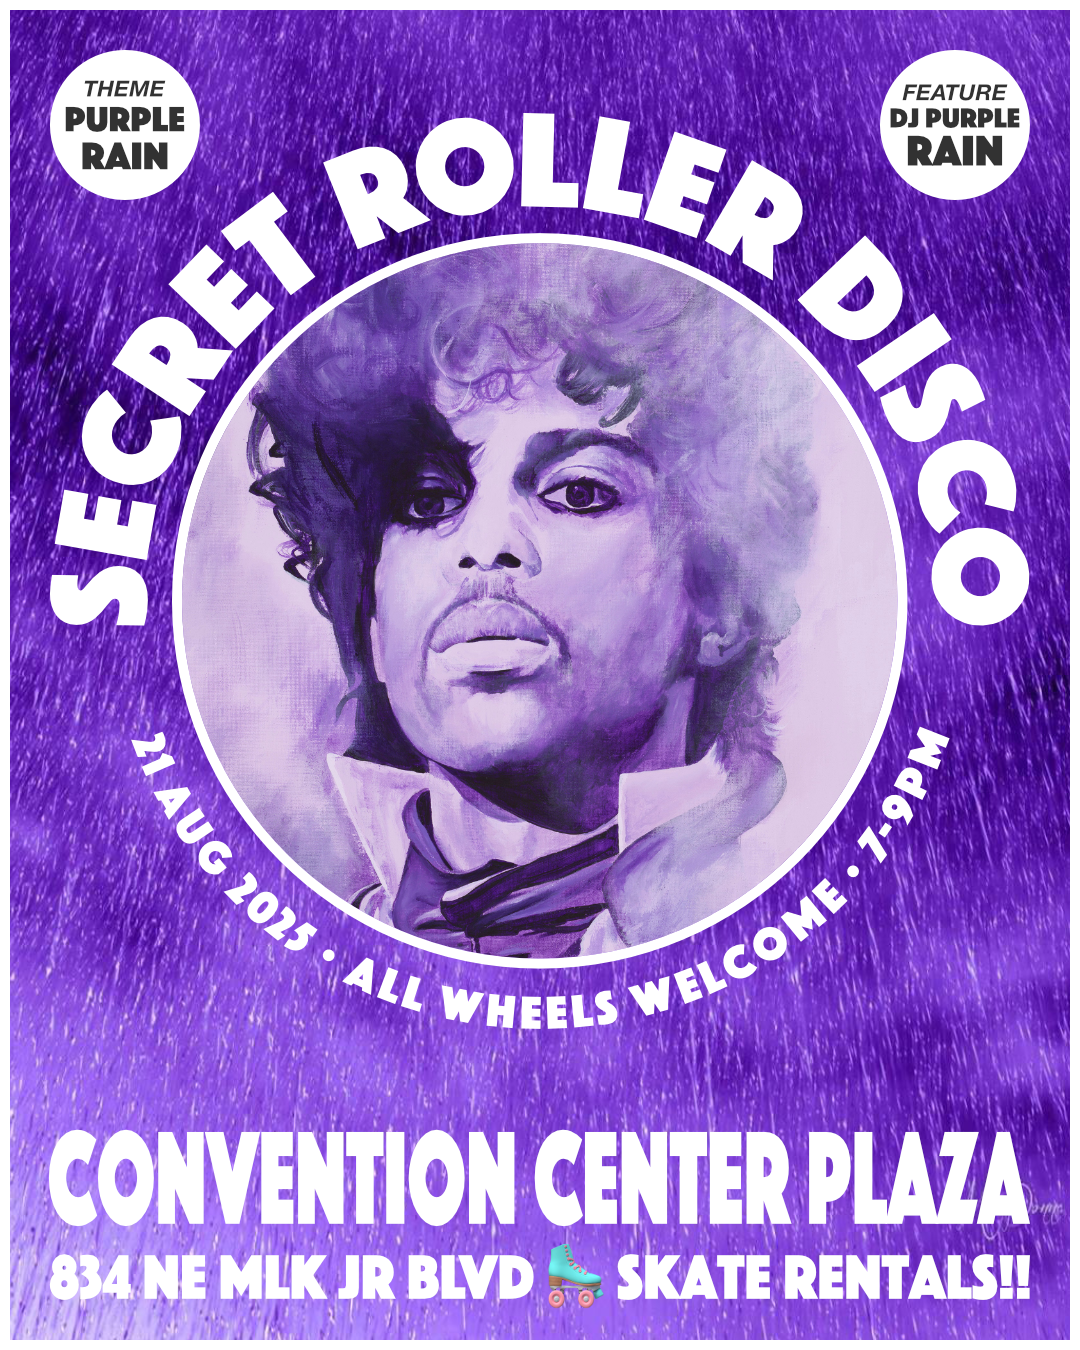 THEME
PURPLE
RAIN
FEATURE
DJ PURPLE
RAIN
SECRET ROLLER DISCO
21 AUG 2025 • ALL WHEELS WELCOME • 7-9PM
CONVENTION CENTER PLAZA
834 NE MLK JR BLVD 🛼 SKATE RENTALS!!